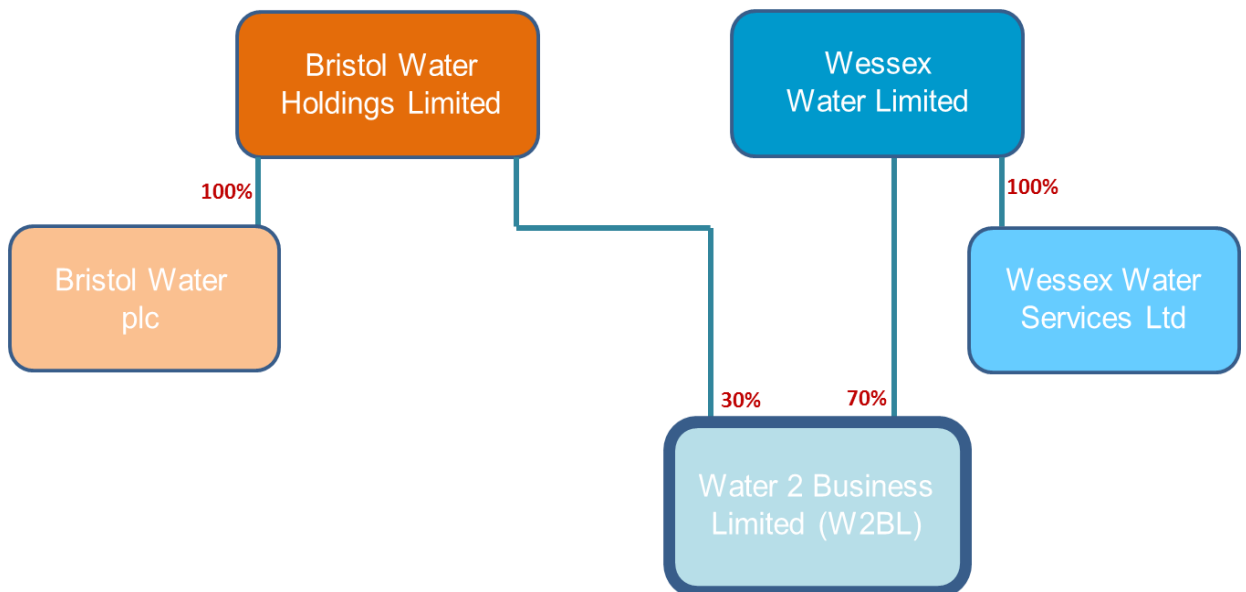 Bristol Water
Holdings Limited
Wessex
Water Limited
100%
100%
Bristol Water
plc
Wessex Water
Services Ltd
30%
70%
Water 2 Business
Limited (W2BL)